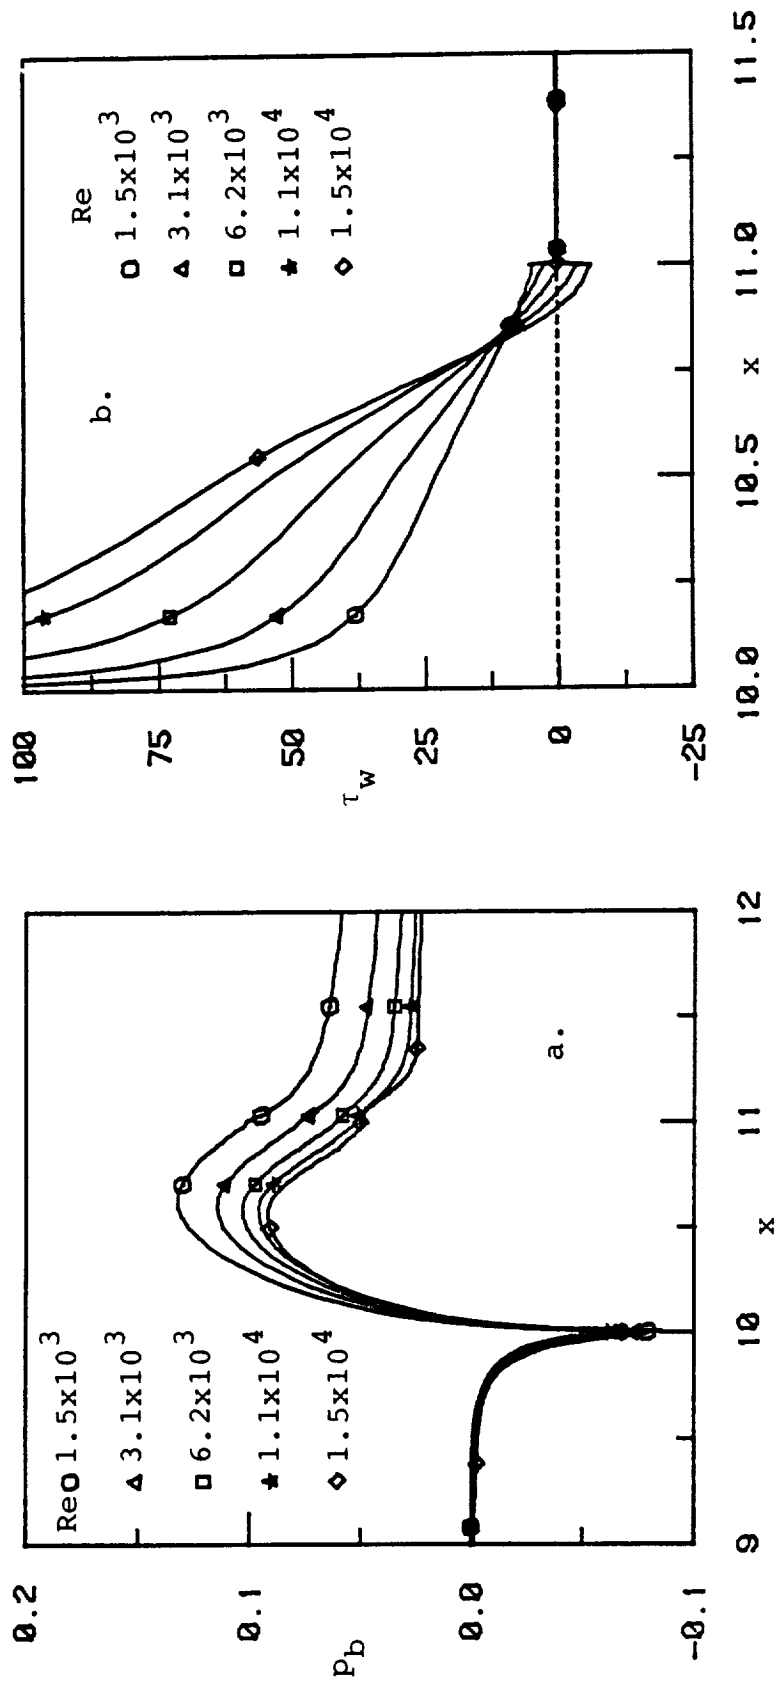 0.2
0.1
0.0
-0.1
p_b
9
10
11
12
x
Re 1.5x10^3
3.1x10^3
6.2x10^3
1.1x10^4
1.5x10^4
a.
100
75
50
25
0
-25
τ_w
10.0
10.5
11.0
11.5
x
b.
Re
1.5x10^3
3.1x10^3
6.2x10^3
1.1x10^4
1.5x10^4